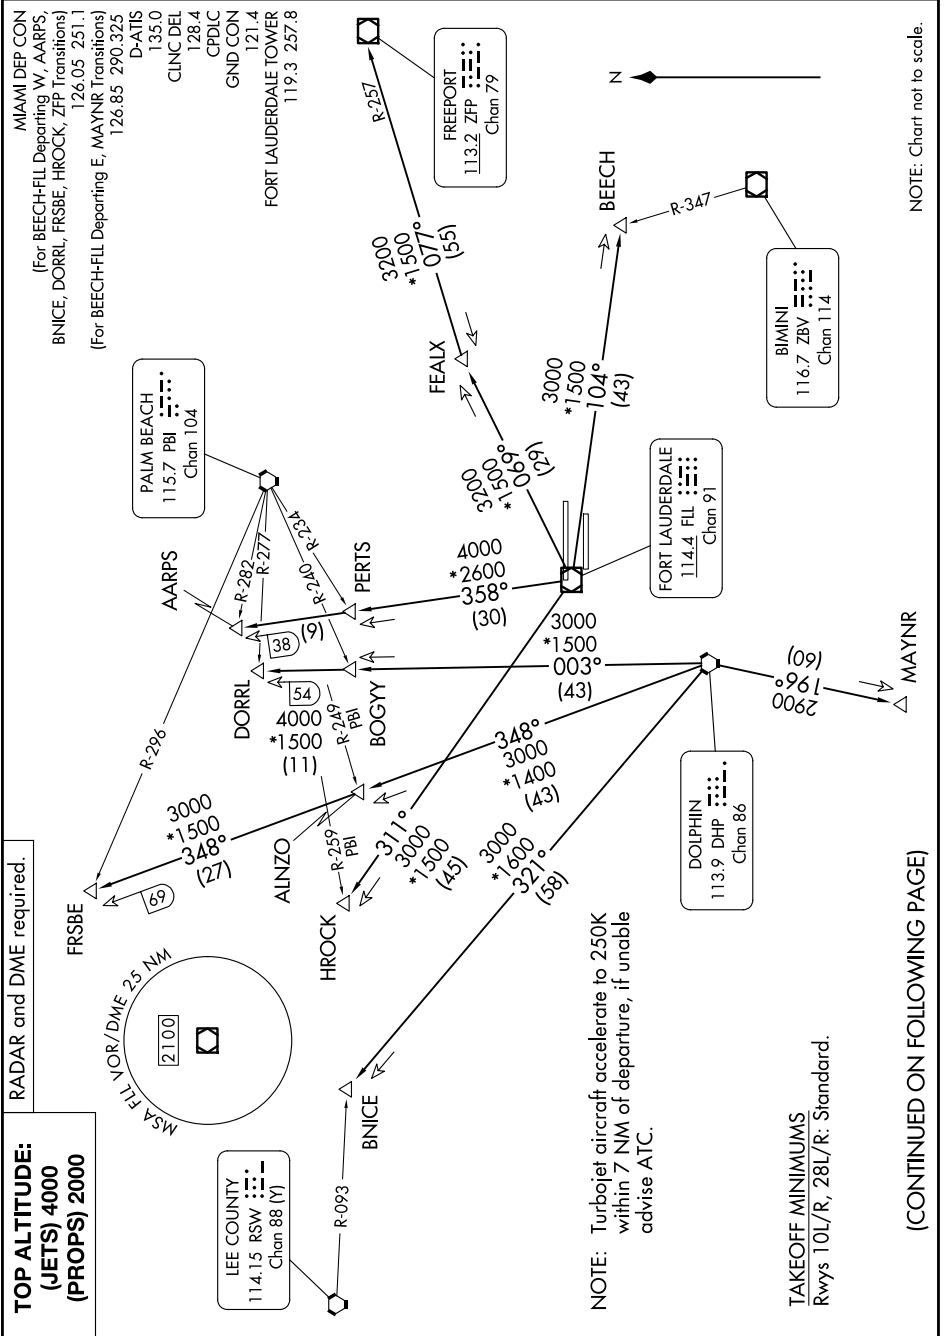 TOP ALTITUDE:
(JETS) 4000
(PROPS) 2000
RADAR and DME required.
MIAMI DEP CON
(For BEECH-FLL Departing W, AARPS,
BNICE, DORRL, FRSBE, HROCK, ZFP Transitions)
126.05 251.1
(For BEECH-FLL Departing E, MAYNR Transitions)
126.85 290.325
D-ATIS
135.0
CLNC DEL
128.4
CPDLC
GND CON
121.4
FORT LAUDERDALE TOWER
119.3 257.8
MSA FLL VOR/DME 25 NM
2100
FRSBE
69
R-296
3000
*1500
348°
(27)
ALNZO
AARPS
PALM BEACH
115.7 PBI
Chan 104
R-282
R-277
R-240
R-234
38
(9)
PERTS
DORRL
54
4000
*1500
(11)
BOGYY
R-249
PBI
R-259
PBI
HROCK
311°
3000
*1500
(45)
348°
3000
*1400
(43)
3000
*1500
003°
(43)
4000
*2600
358°
(30)
3200
*1500
069°
(29)
FEALX
3200
*1500
077°
(55)
R-257
FREEPORT
113.2 ZFP
Chan 79
N
BEECH
3000
*1500
104°
(43)
R-347
BIMINI
116.7 ZBV
Chan 114
FORT LAUDERDALE
114.4 FLL
Chan 91
LEE COUNTY
114.15 RSW
Chan 88 (Y)
R-093
BNICE
3000
*1600
321°
(58)
DOLPHIN
113.9 DHP
Chan 86
2900
196°
(60)
MAYNR
NOTE: Turbojet aircraft accelerate to 250K
within 7 NM of departure, if unable
advise ATC.
TAKEOFF MINIMUMS
Rwys 10L/R, 28L/R: Standard.
NOTE: Chart not to scale.
(CONTINUED ON FOLLOWING PAGE)